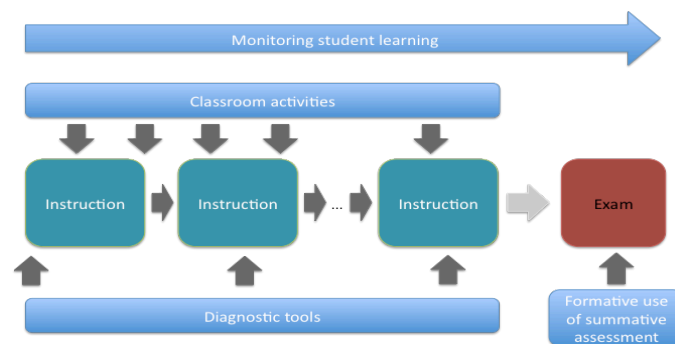 Monitoring student learning
Classroom activities
Instruction
Instruction
...
Instruction
Exam
Diagnostic tools
Formative use
of summative
assessment